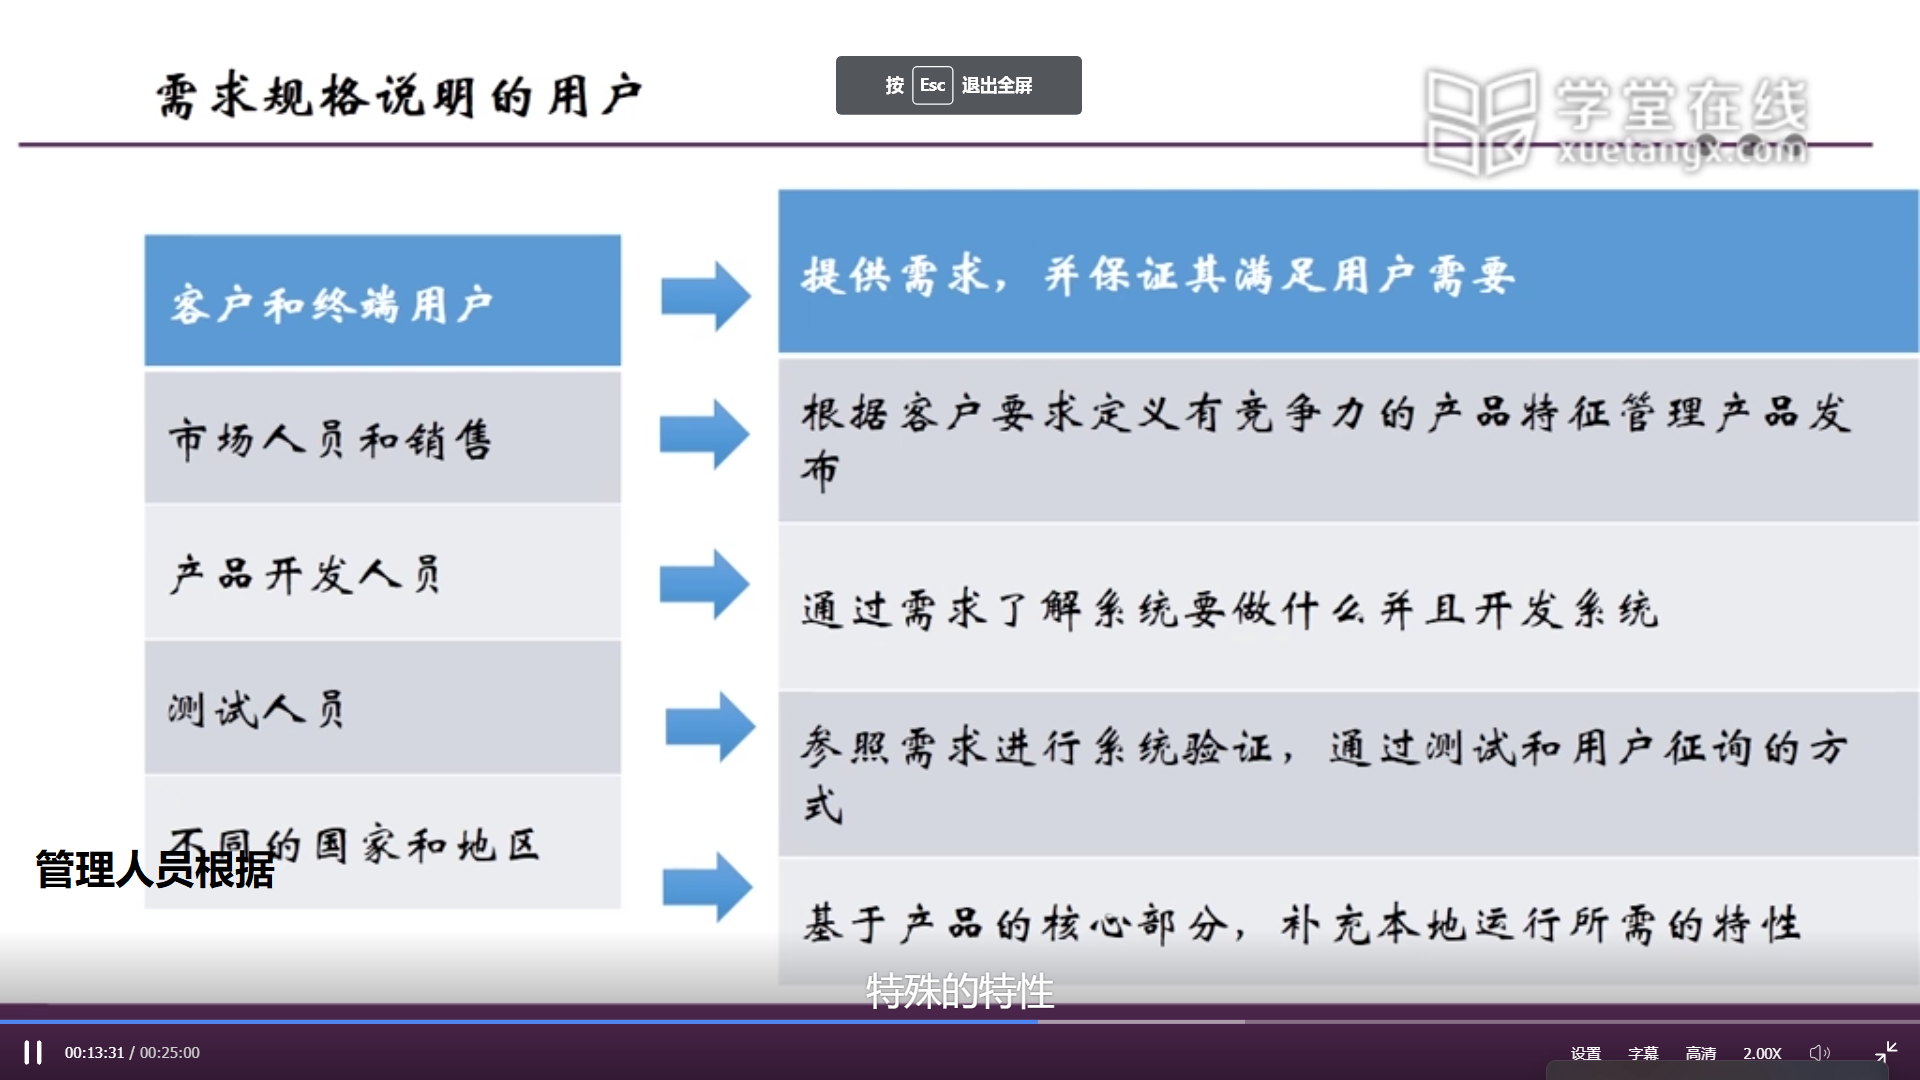 需求规格说明的用户
按 Esc 退出全屏
学堂在线
xuetangx.com
客户和终端用户
提供需求，并保证其满足用户需要
市场人员和销售
根据客户要求定义有竞争力的产品特征管理产品发
布
产品开发人员
通过需求了解系统要做什么并且开发系统
测试人员
参照需求进行系统验证，通过测试和用户征询的方
式
不同的国家和地区
基于产品的核心部分，补充本地运行所需的特性
管理人员根据
特殊的特性
00:13:31 / 00:25:00
设置 字幕 高清 2.00X